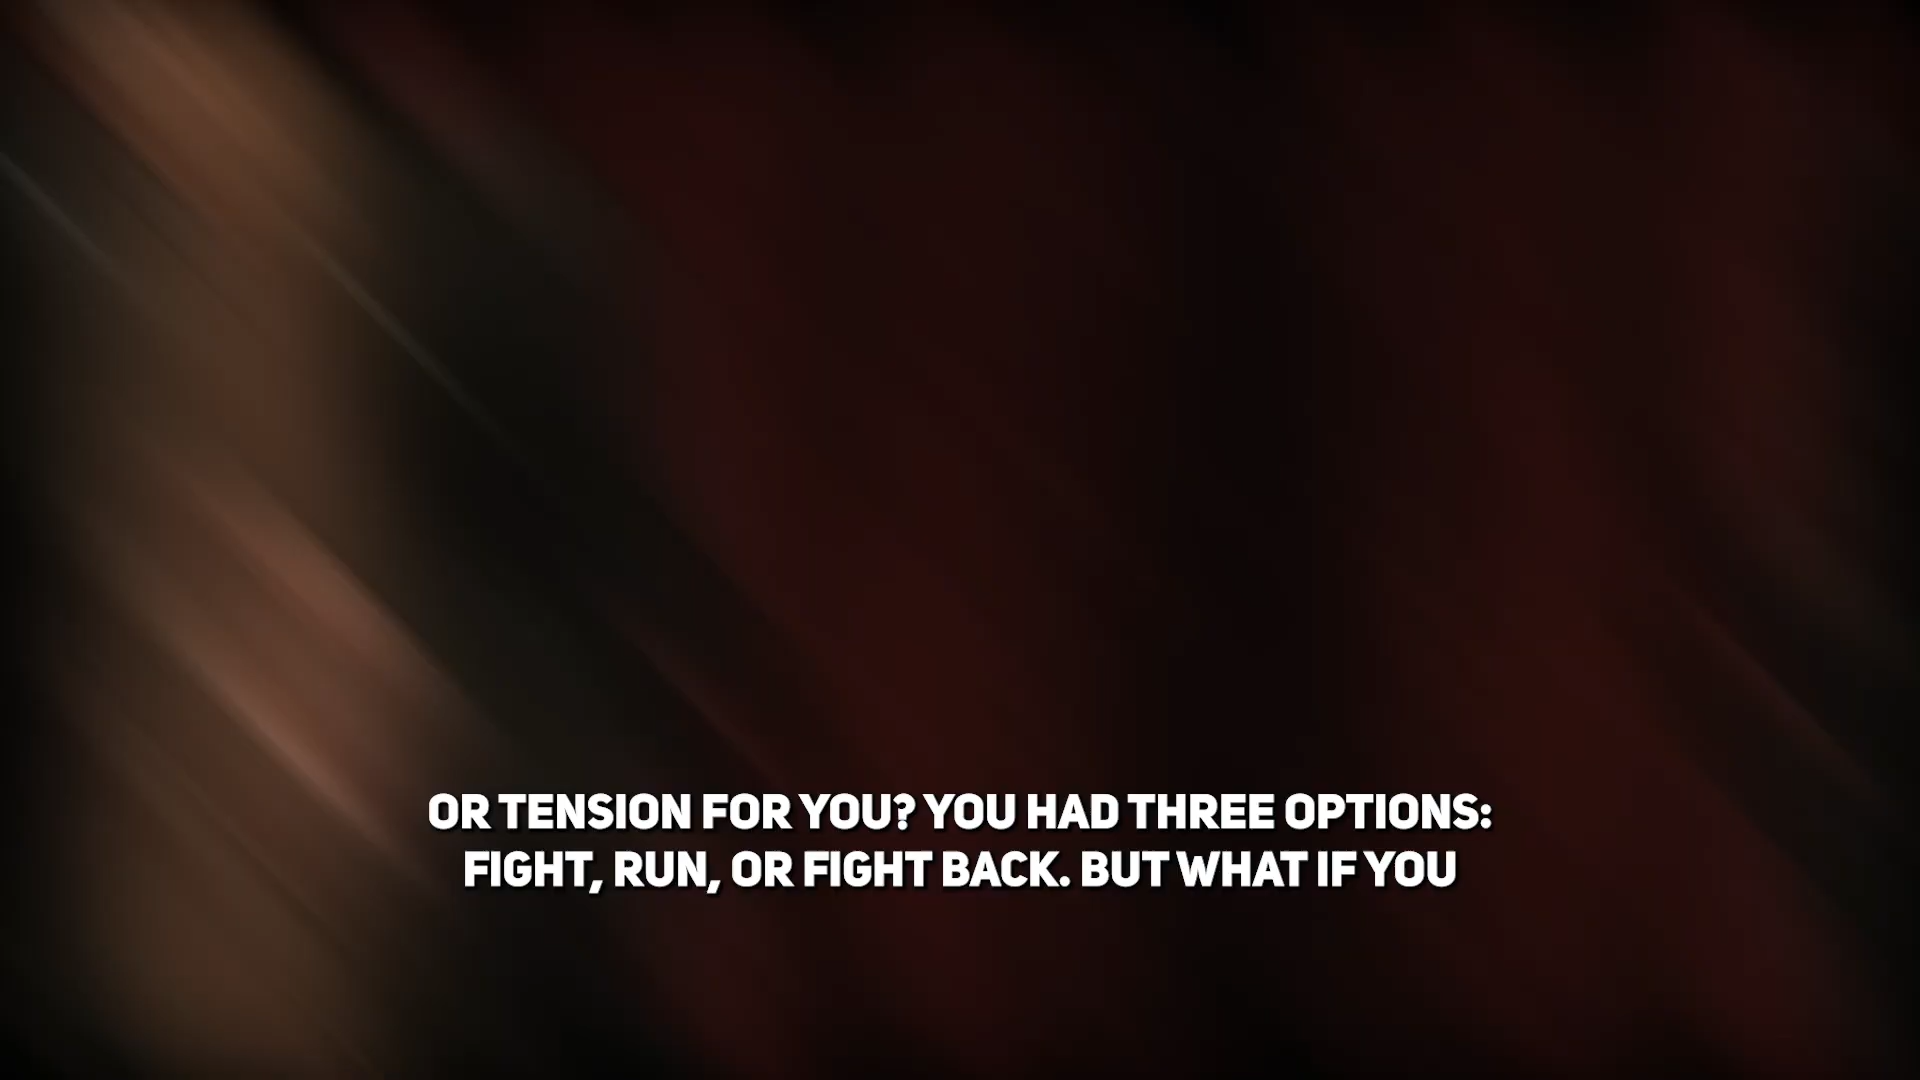 OR TENSION FOR YOU? YOU HAD THREE OPTIONS:
FIGHT, RUN, OR FIGHT BACK. BUT WHAT IF YOU